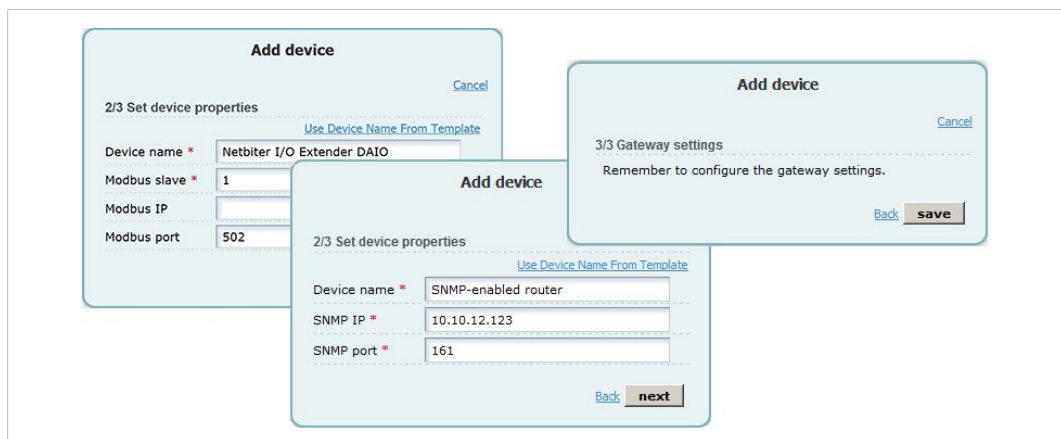 Add device
Cancel
2/3 Set device properties
Use Device Name From Template
Device name * Netbiter I/O Extender DAIO
Modbus slave * 1
Modbus IP
Modbus port 502
Add device
2/3 Set device properties
Use Device Name From Template
Device name * SNMP-enabled router
SNMP IP * 10.10.12.123
SNMP port * 161
Back next
Add device
Cancel
3/3 Gateway settings
Remember to configure the gateway settings.
Back save